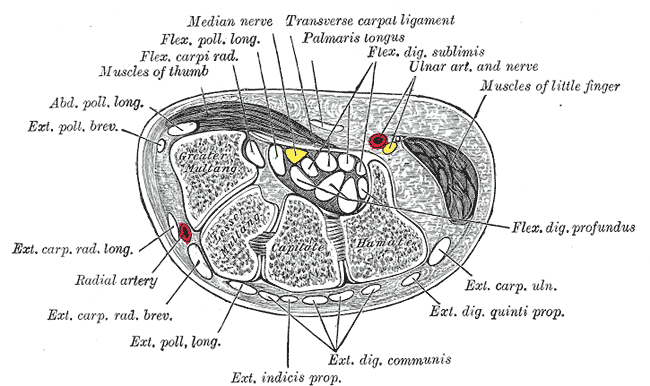 Median nerve
Transverse carpal ligament
Flex. poll. long.
Palmaris longus
Flex. carpi rad.
Flex. dig. sublimis
Muscles of thumb
Ulnar art. and nerve
Muscles of little finger
Abd. poll. long.
Ext. poll. brev.
Greater
Multang.
Lesser
Multang.
Capitate
Hamate
Flex. dig. profundus
Ext. carp. rad. long.
Radial artery
Ext. carp. uln.
Ext. carp. rad. brev.
Ext. dig. quinti prop.
Ext. poll, long.
Ext. dig. communis
Ext. indicis prop.